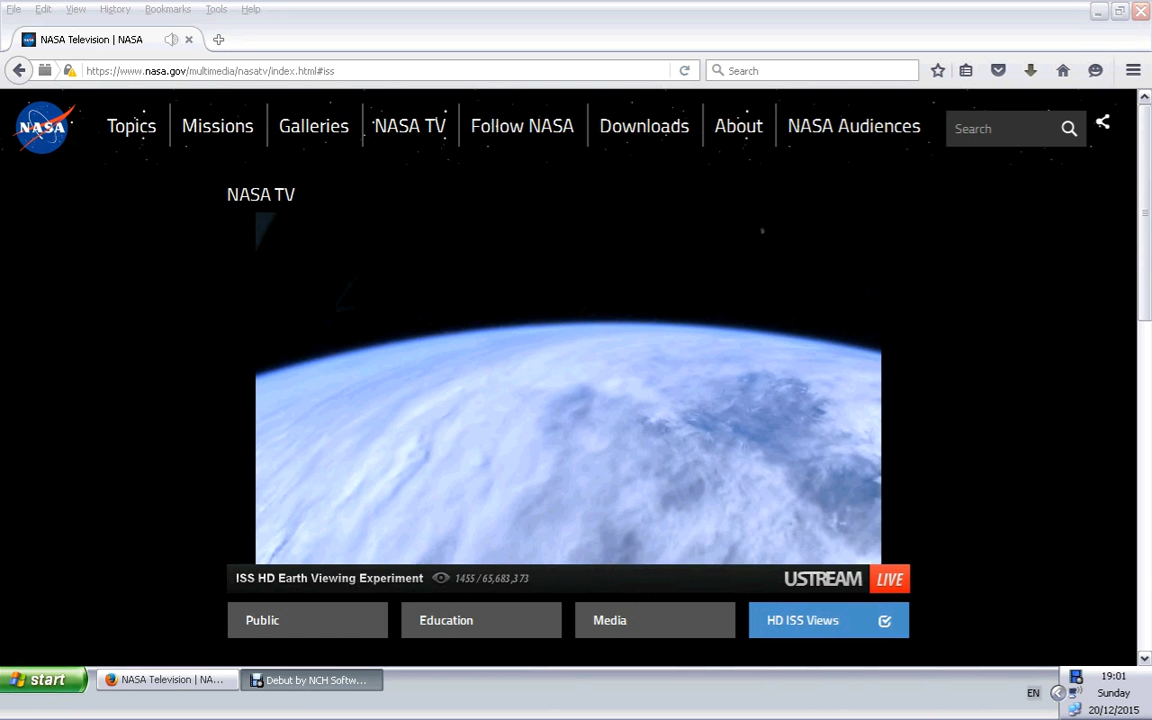 File Edit View History Bookmarks Tools Help
NASA Television | NASA
https://www.nasa.gov/multimedia/nasatv/index.html#iss
Search
NASA
Topics Missions Galleries NASA TV Follow NASA Downloads About NASA Audiences
Search
NASA TV
ISS HD Earth Viewing Experiment 1455 / 65,683,373 USTREAM LIVE
Public Education Media HD ISS Views
start NASA Television | NA... Debut by NCH Softw...
EN
19:01
Sunday
20/12/2015